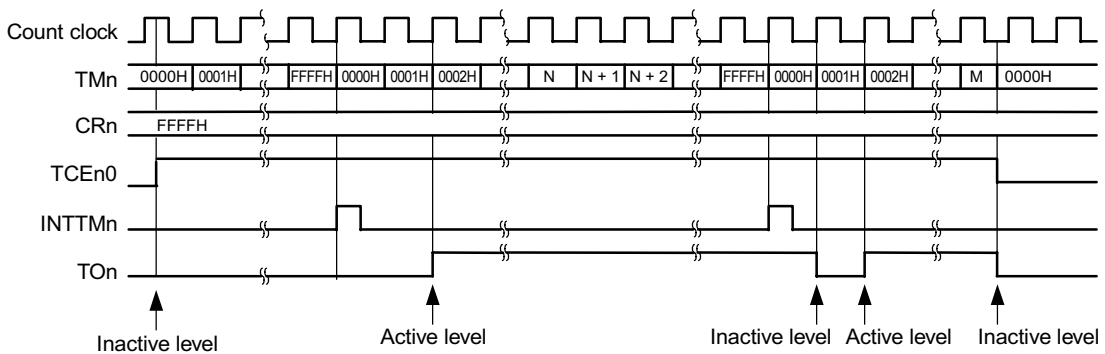 Count clock
TMn 0000H 0001H FFFFH 0000H 0001H 0002H N N + 1 N + 2 FFFFH 0000H 0001H 0002H M 0000H
CRn FFFFH
TCEn0
INTTMn
TOn
Inactive level Active level Inactive level Active level Inactive level